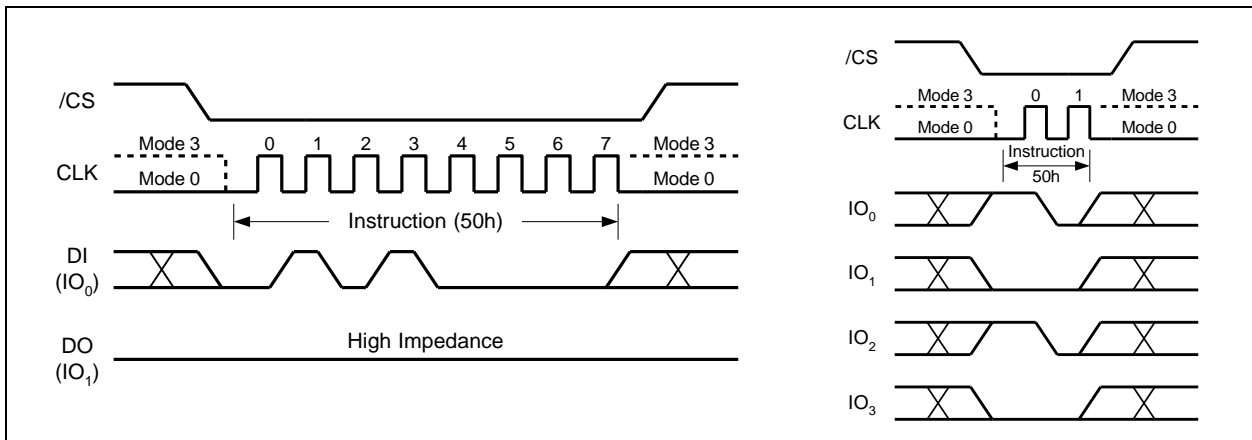 /CS
Mode 3 0 1 2 3 4 5 6 7 Mode 3
CLK
Mode 0 Mode 0
Instruction (50h)
DI
(IO0)
High Impedance
DO
(IO1)
/CS
Mode 3 0 1 Mode 3
CLK
Mode 0 Mode 0
Instruction
50h
IO0
IO1
IO2
IO3